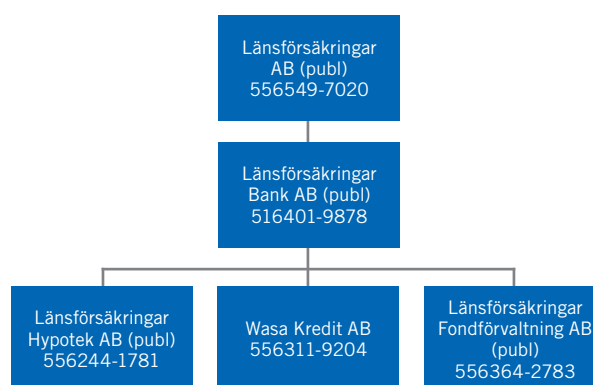 Länsförsäkringar
AB (publ)
556549-7020
Länsförsäkringar
Bank AB (publ)
516401-9878
Länsförsäkringar
Hypotek AB (publ)
556244-1781
Wasa Kredit AB
556311-9204
Länsförsäkringar
Fondförvaltning AB
(publ)
556364-2783